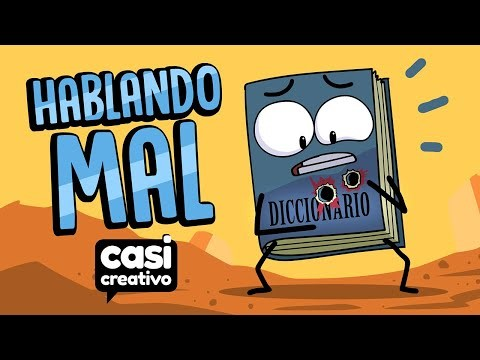 HABLANDO
MAL
casi
creativo
DICCIONARIO